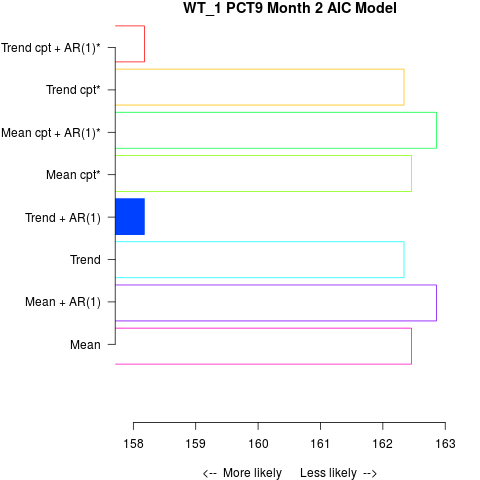 WT_1 PCT9 Month 2 AIC Model
Trend cpt + AR(1)*
Trend cpt*
Mean cpt + AR(1)*
Mean cpt*
Trend + AR(1)
Trend
Mean + AR(1)
Mean
158 159 160 161 162 163
<-- More likely Less likely -->